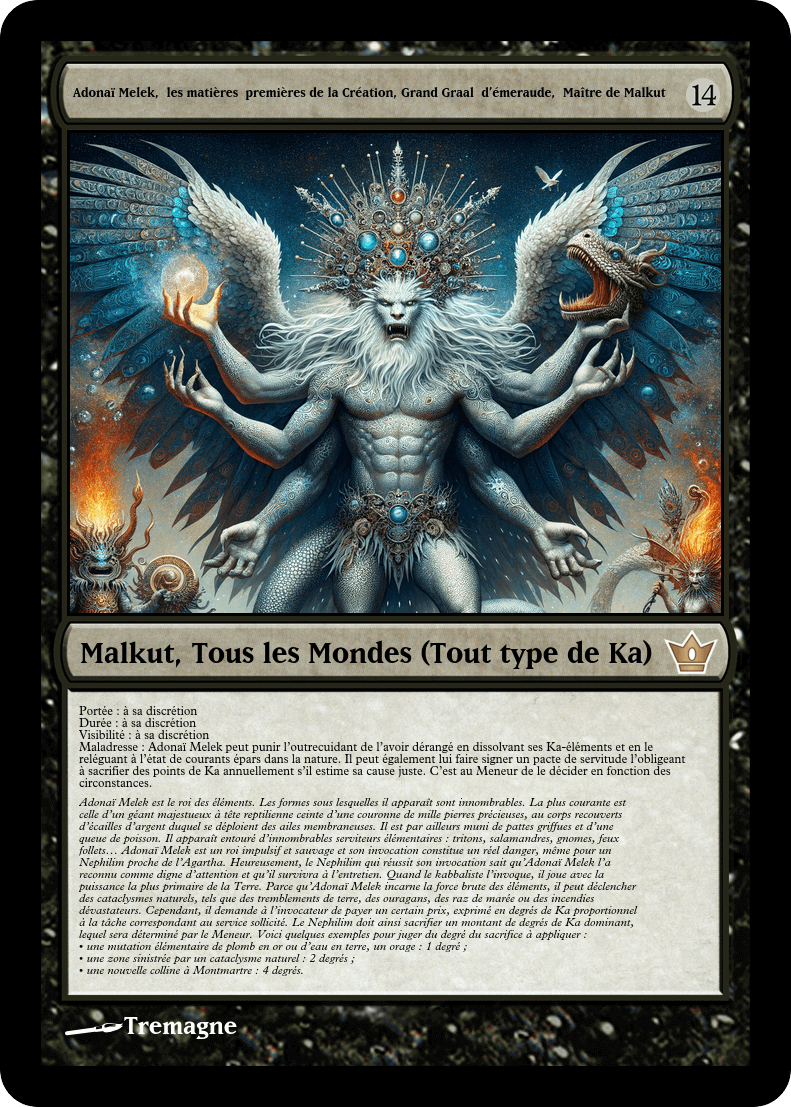 Adonaï Melek, les matières premières de la Création, Grand Graal d'émeraude, Maître de Malkut
14
Malkut, Tous les Mondes (Tout type de Ka)
Portée : à sa discrétion
Durée : à sa discrétion
Visibilité : à sa discrétion
Maladresse : Adonaï Melek peut punir l'outrecuidant de l'avoir dérangé en dissolvant ses Ka-éléments et en le
reléguant à l'état de courants épars dans la nature. Il peut également lui faire signer un pacte de servitude l'obligeant
à sacrifier des points de Ka annuellement s'il estime sa cause juste. C'est au Meneur de le décider en fonction des
circonstances.
Adonaï Melek est le roi des éléments. Les formes sous lesquelles il apparaît sont innombrables. La plus courante est
celle d'un géant majestueux à tête reptilienne ceinte d'une couronne de mille pierres précieuses, au corps recouverts
d'écailles d'argent duquel se déploient des ailes membraneuses. Il est par ailleurs muni de pattes griffues et d'une
queue de poisson. Il apparaît entouré d'innombrables serviteurs élémentaires : tritons, salamandres, gnomes, feux
follets… Adonaï Melek est un roi impulsif et sauvage et son invocation constitue un réel danger, même pour un
Nephilim proche de l'Agartha. Heureusement, le Nephilim qui réussit son invocation sait qu'Adonaï Melek l'a
reconnu comme digne d'attention et qu'il survivra à l'entretien. Quand le kabbaliste l'invoque, il joue avec la
puissance la plus primaire de la Terre. Parce qu'Adonaï Melek incarne la force brute des éléments, il peut déclencher
des cataclysmes naturels, tels que des tremblements de terre, des ouragans, des raz de marée ou des incendies
dévastateurs. Cependant, il demande à l'invocateur de payer un certain prix, exprimé en degrés de Ka proportionnel
à la tâche correspondant au service sollicité. Le Nephilim doit ainsi sacrifier un montant de degrés de Ka dominant,
lequel sera déterminé par le Meneur. Voici quelques exemples pour juger du degré du sacrifice à appliquer :
• une mutation élémentaire de plomb en or ou d'eau en terre, un orage : 1 degré ;
• une zone sinistrée par un cataclysme naturel : 2 degrés ;
• une nouvelle colline à Montmartre : 4 degrés.
Tremagne